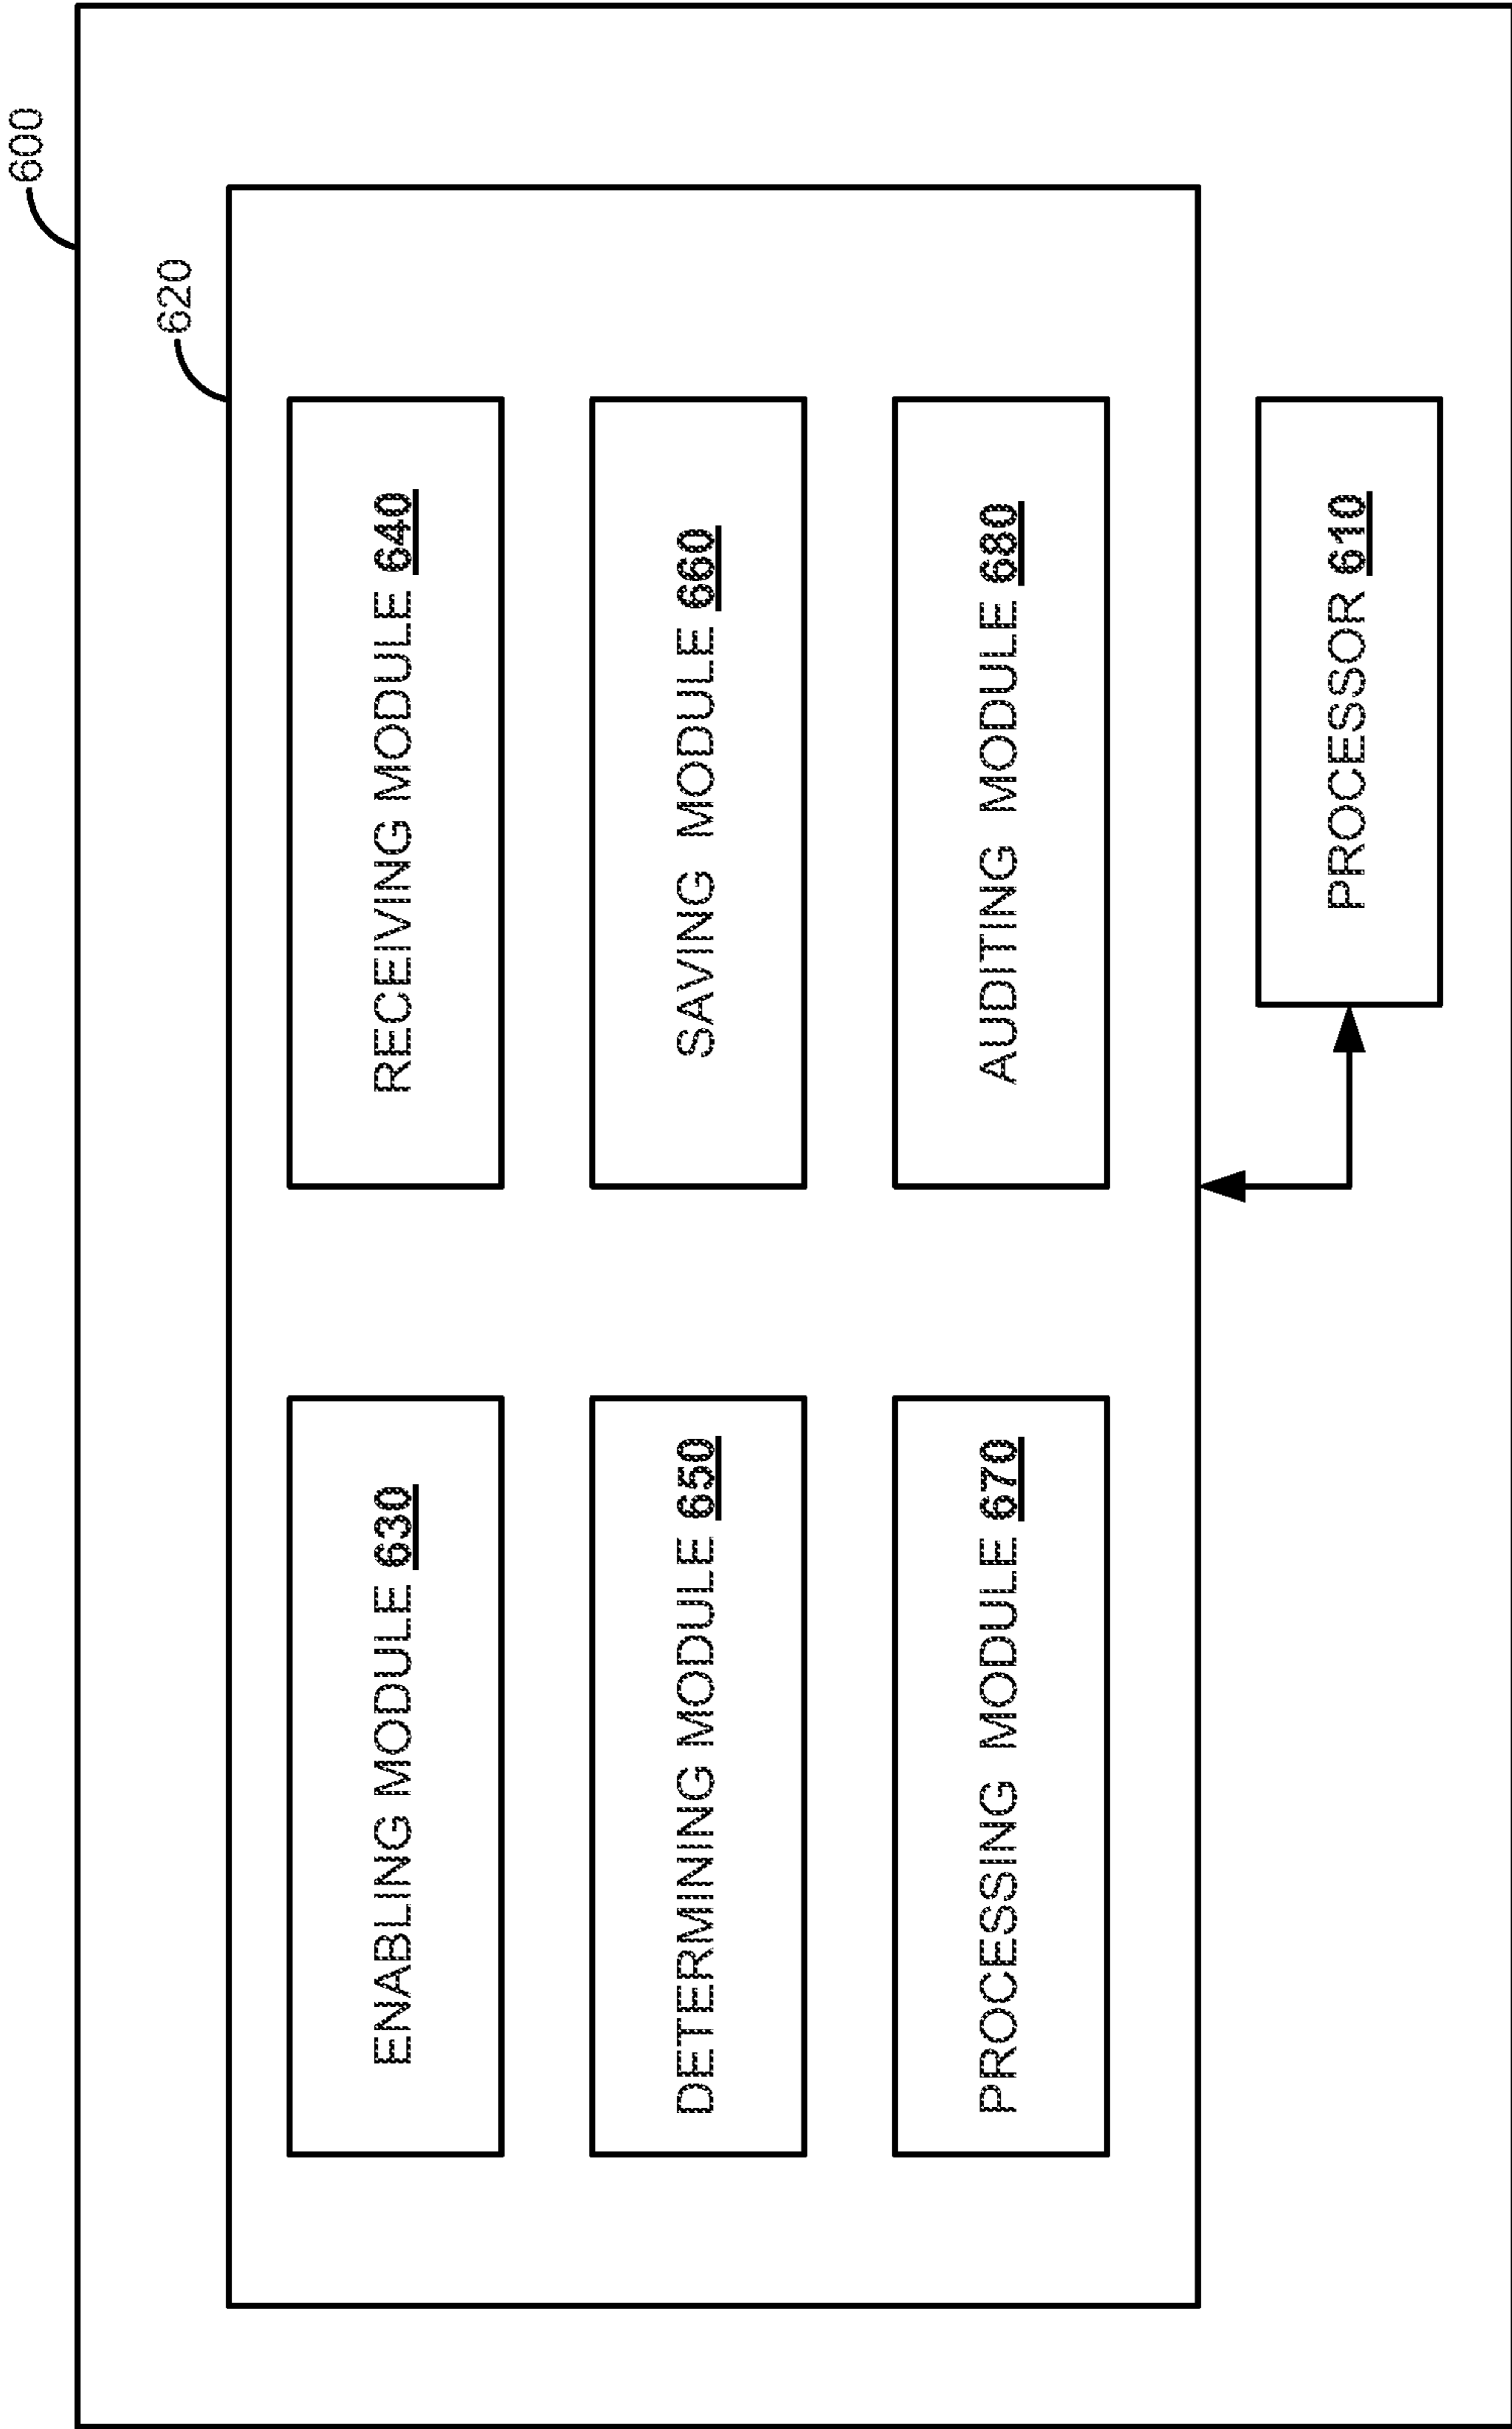 600
620
ENABLING MODULE 630
RECEIVING MODULE 640
DETERMINING MODULE 650
SAVING MODULE 660
PROCESSING MODULE 670
AUDITING MODULE 680
PROCESSOR 610